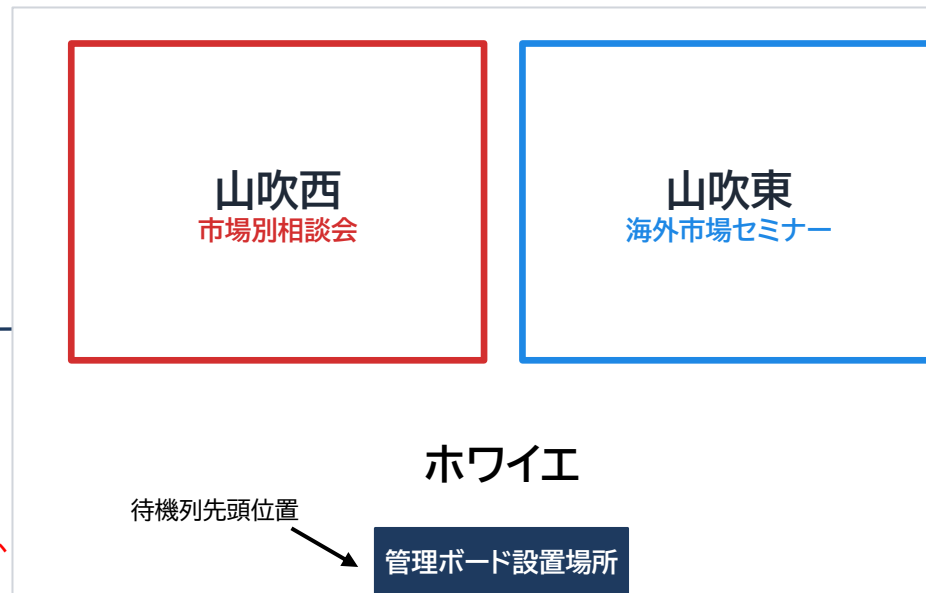 山吹西
市場別相談会
山吹東
海外市場セミナー
ホワイエ
待機列先頭位置
管理ボード設置場所